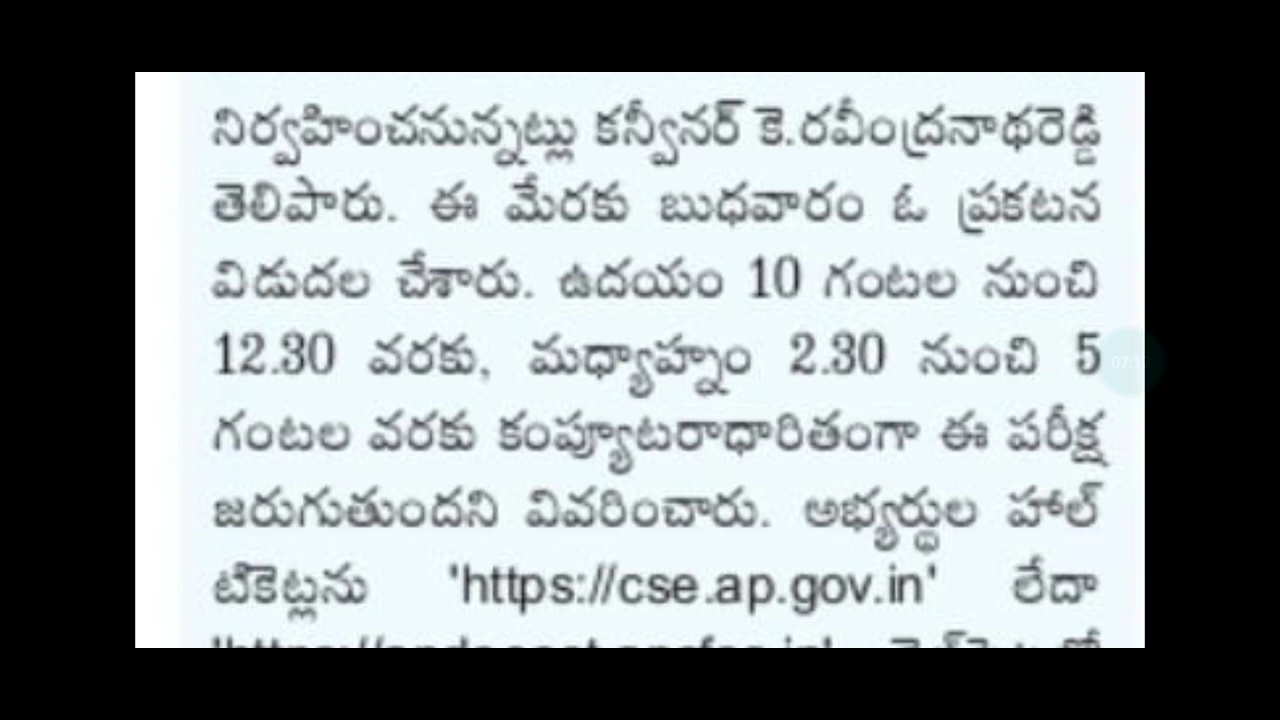 నిర్వహించనున్నట్లు కన్వీనర్ కె.రవీంద్రనాథరెడ్డి
తెలిపారు. ఈ మేరకు బుధవారం ఓ ప్రకటన
విడుదల చేశారు. ఉదయం 10 గంటల నుంచి
12.30 వరకు, మధ్యాహ్నం 2.30 నుంచి 5
గంటల వరకు కంప్యూటరాధారితంగా ఈ పరీక్ష
జరుగుతుందని వివరించారు. అభ్యర్థుల హాల్
టికెట్లను 'https://cse.ap.gov.in' లేదా